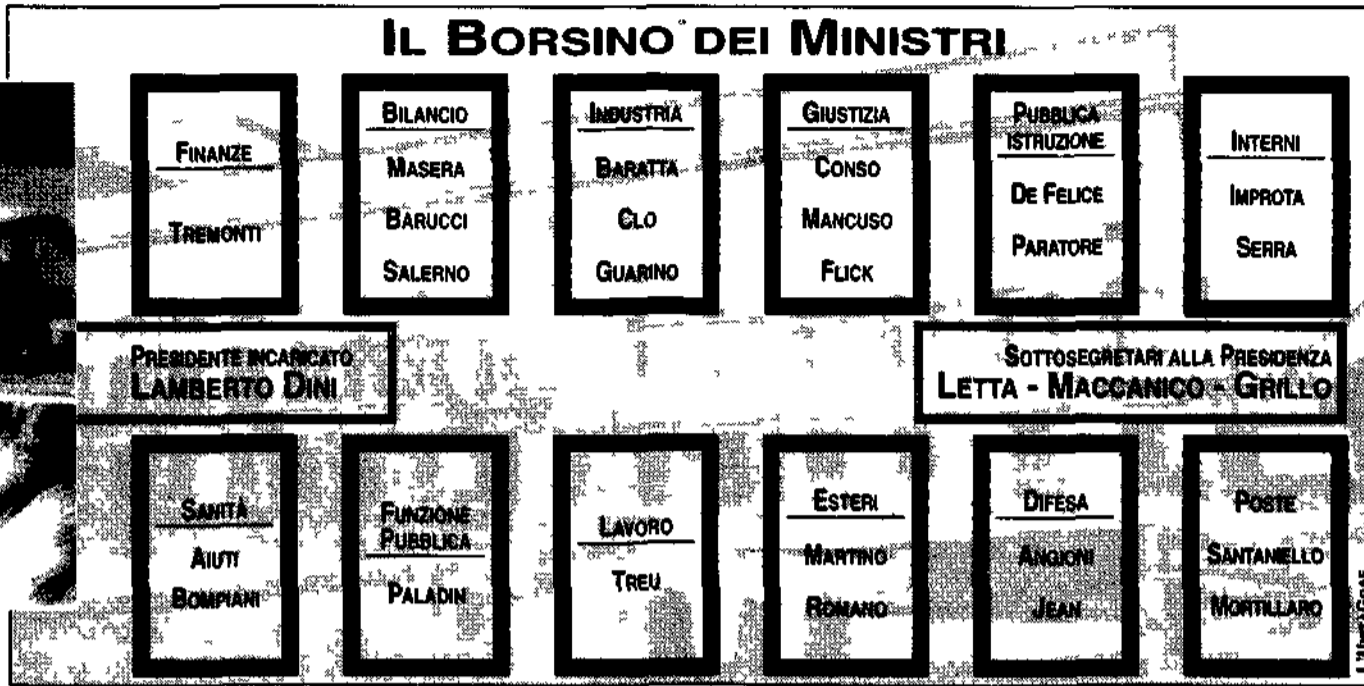 IL BORSINO DEI MINISTRI
FINANZE
TREMONTI
BILANCIO
MASERA
BARUCCI
SALERNO
INDUSTRIA
BARATTA
CLO
GUARINO
GIUSTIZIA
CONSO
MANCUSO
FLICK
PUBBLICA
ISTRUZIONE
DE FELICE
PARATORE
INTERNI
IMPROTA
SERRA
PRESIDENTE INCARICATO
LAMBERTO DINI
SOTTOSEGRETARI ALLA PRESIDENZA
LETTA - MACCANICO - GRILLO
SANITÀ
AIUTI
BOMPIANI
FUNZIONE
PUBBLICA
PALADIN
LAVORO
TREU
ESTERI
MARTINO
ROMANO
DIFESA
ANGIONI
JEAN
POSTE
SANTANIELLO
MORTILLARO